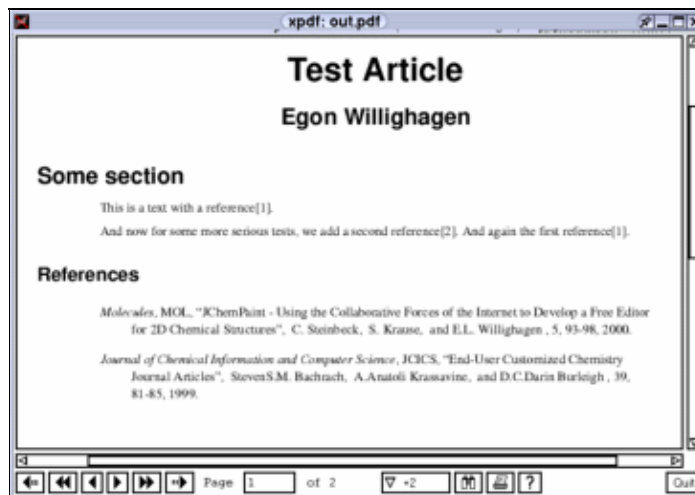 xpdf: out.pdf
Test Article
Egon Willighagen
Some section
This is a text with a reference[1].
And now for some more serious tests, we add a second reference[2]. And again the first reference[1].
References
Molecules, MOL, "JChemPaint - Using the Collaborative Forces of the Internet to Develop a Free Editor
for 2D Chemical Structures", C. Steinbeck, S. Krause, and E.L. Willighagen , 5, 93-98, 2000.
Journal of Chemical Information and Computer Science, JCICS, "End-User Customized Chemistry
Journal Articles", StevenS.M. Bachrach, A.Anatoli Krassavine, and D.C.Darin Burleigh , 39,
81-85, 1999.
Page 1 of 2 +2 ? Quit